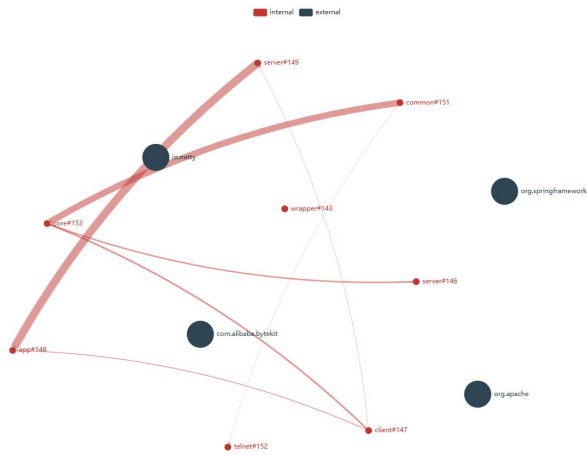 internal external
server#149
common#151
io.netty
org.springframework
wrapper#143
core#153
server#146
com.alibaba.bytekit
app#148
org.apache
client#147
telnet#152